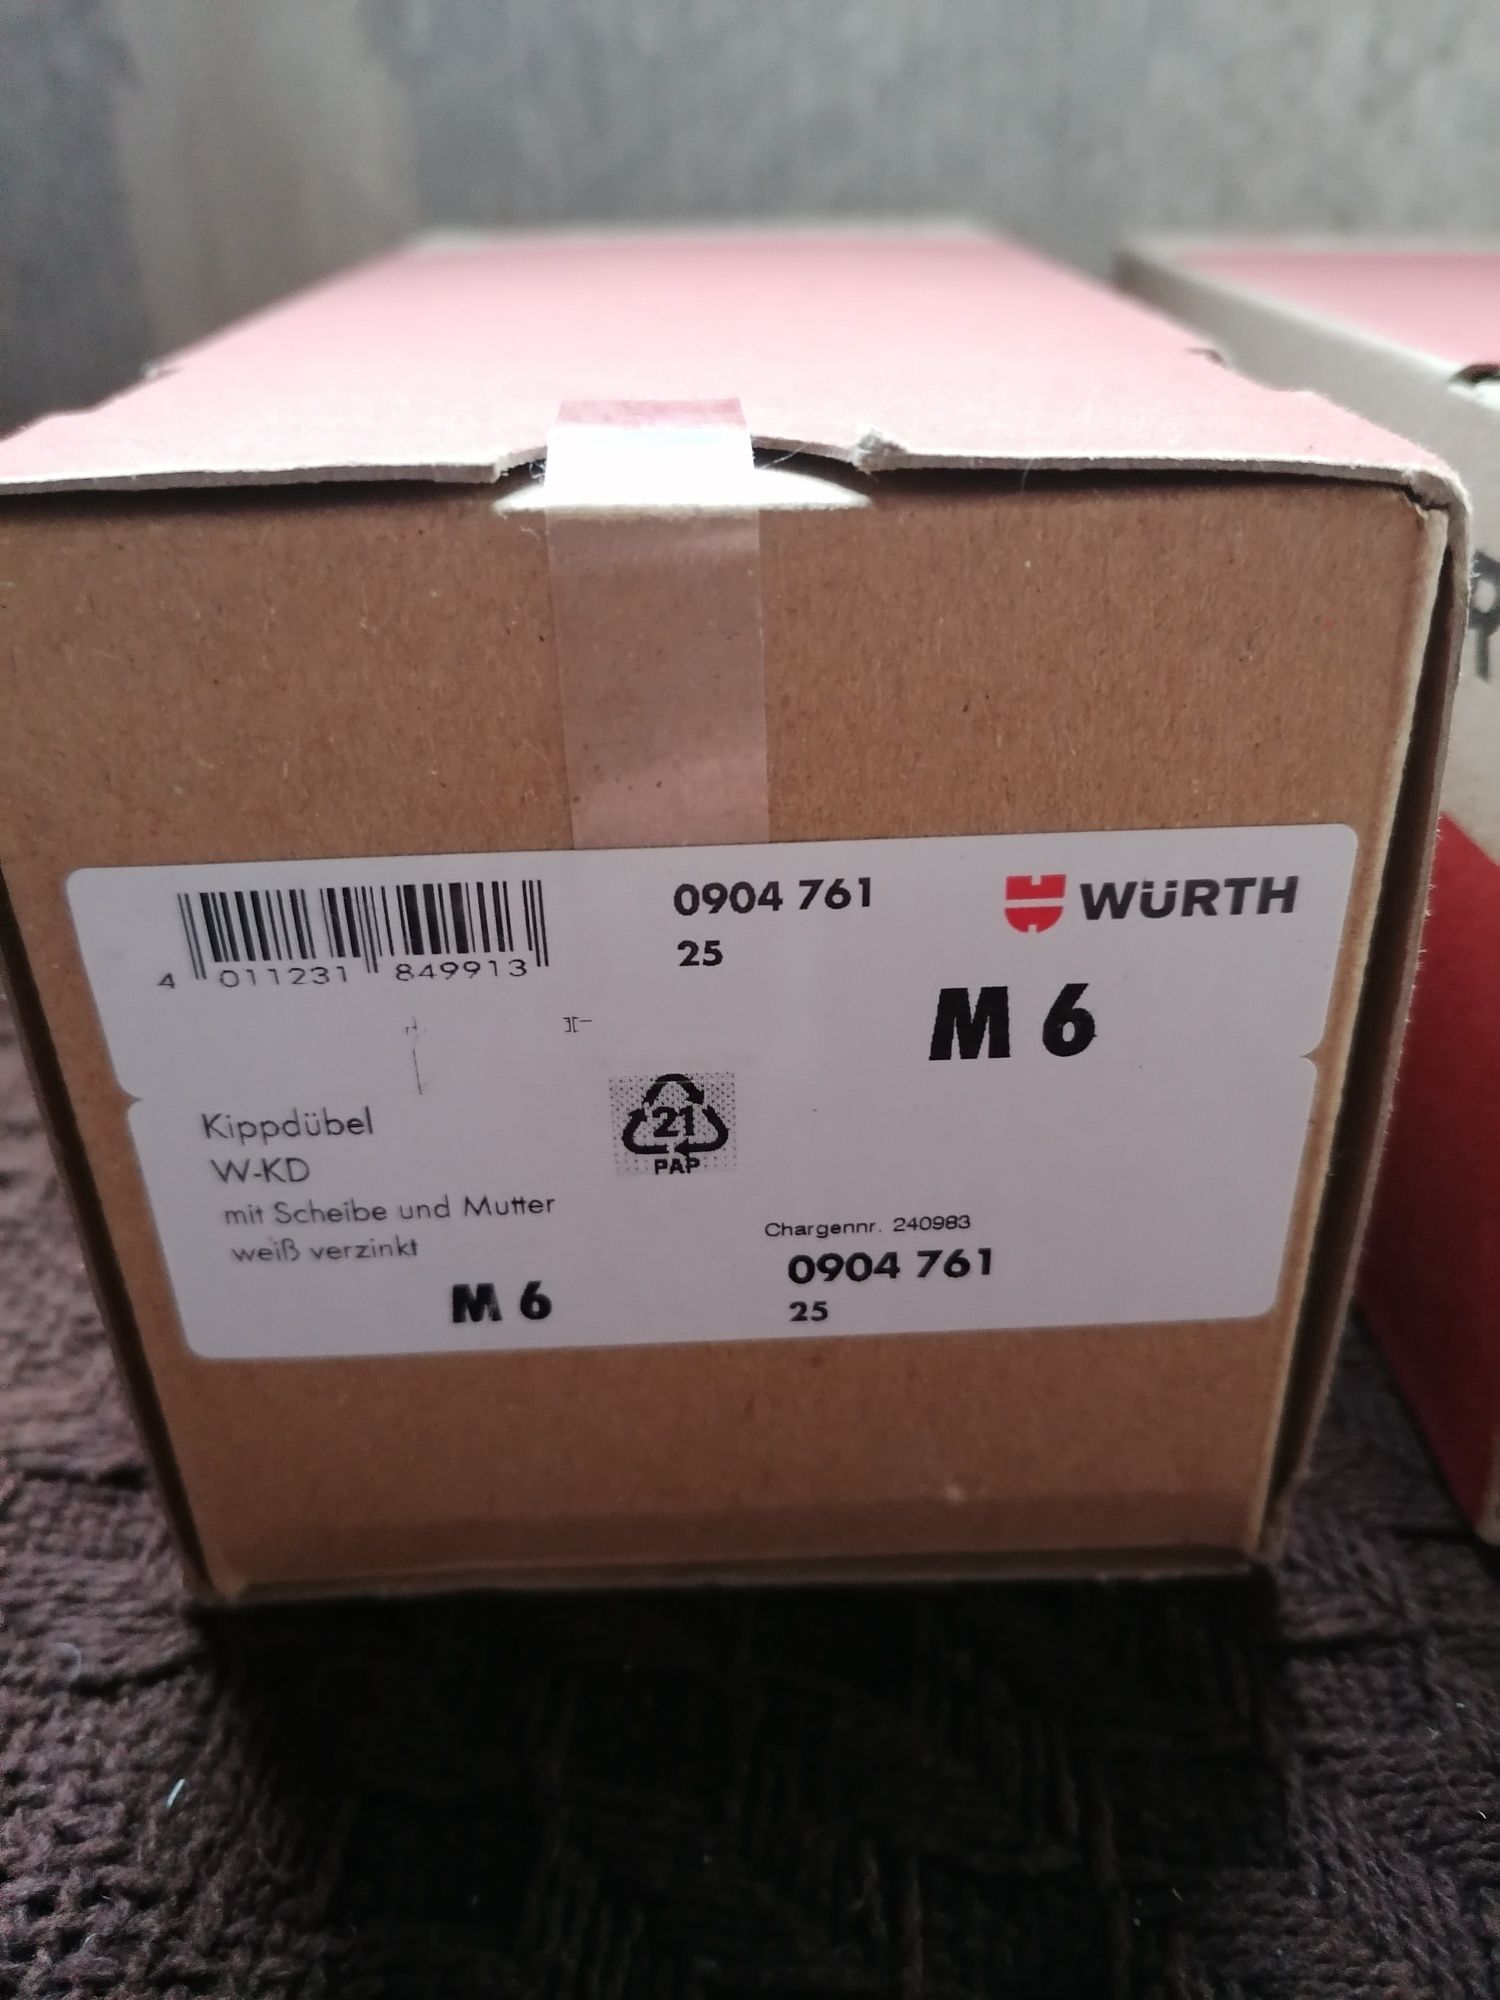 4 011231 849913
0904 761
25
WÜRTH
M 6
21
PAP
Kippdübel
W-KD
mit Scheibe und Mutter
weiß verzinkt
M 6
Chargennr. 240983
0904 761
25